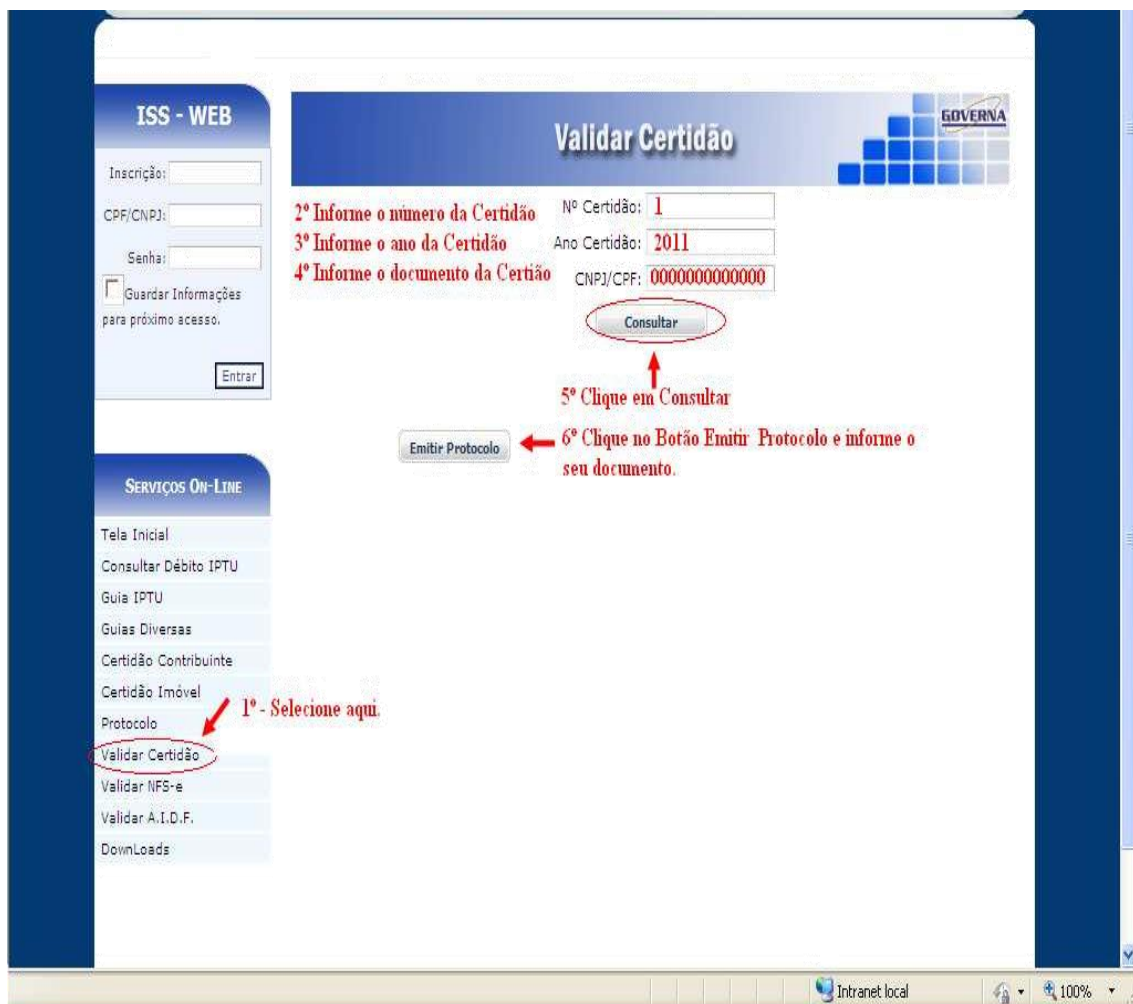 ISS - WEB
Inscrição:
CPF/CNPJ:
Senha:
Guardar Informações
para próximo acesso.
Entrar
Validar Certidão
GOVERNA
2º Informe o número da Certidão
Nº Certidão: 1
3º Informe o ano da Certidão
Ano Certidão: 2011
4º Informe o documento da Certião
CNPJ/CPF: 0000000000000
Consultar
5º Clique em Consultar
Emitir Protocolo
6º Clique no Botão Emitir Protocolo e informe o
seu documento.
SERVIÇOS ON-LINE
Tela Inicial
Consultar Débito IPTU
Guia IPTU
Guias Diversas
Certidão Contribuinte
Certidão Imóvel
1º - Selecione aqui.
Protocolo
Validar Certidão
Validar NFS-e
Validar A.I.D.F.
DownLoads
Intranet local
100%